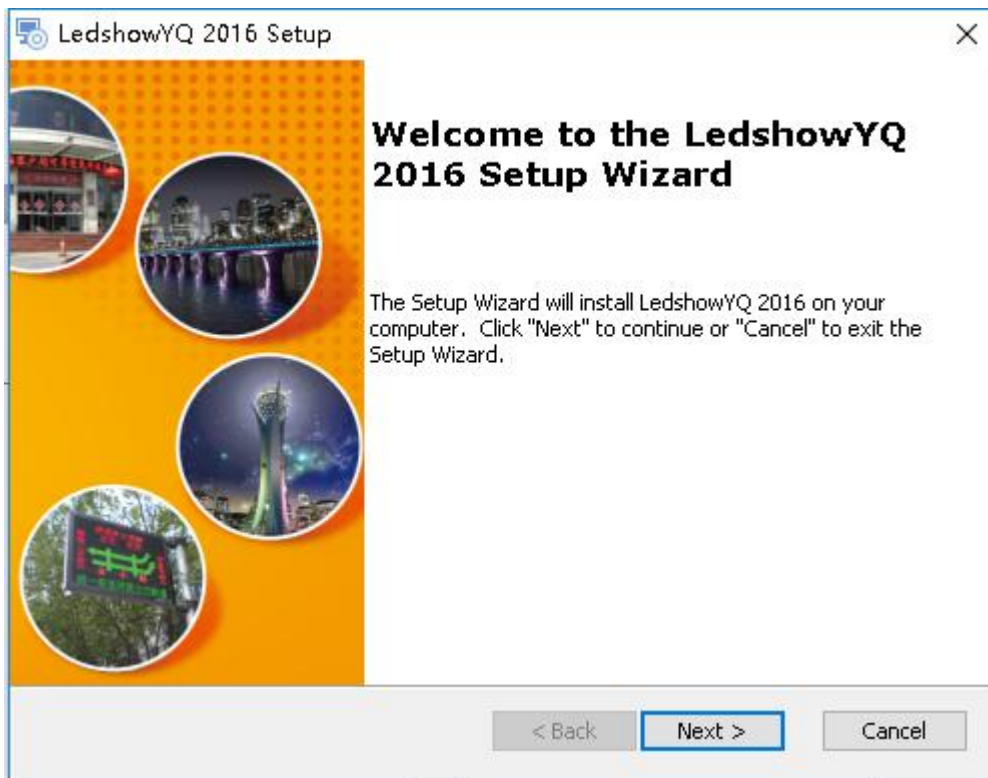 LedshowYQ 2016 Setup
Welcome to the LedshowYQ
2016 Setup Wizard
The Setup Wizard will install LedshowYQ 2016 on your
computer.  Click "Next" to continue or "Cancel" to exit the
Setup Wizard.
< Back
Next >
Cancel